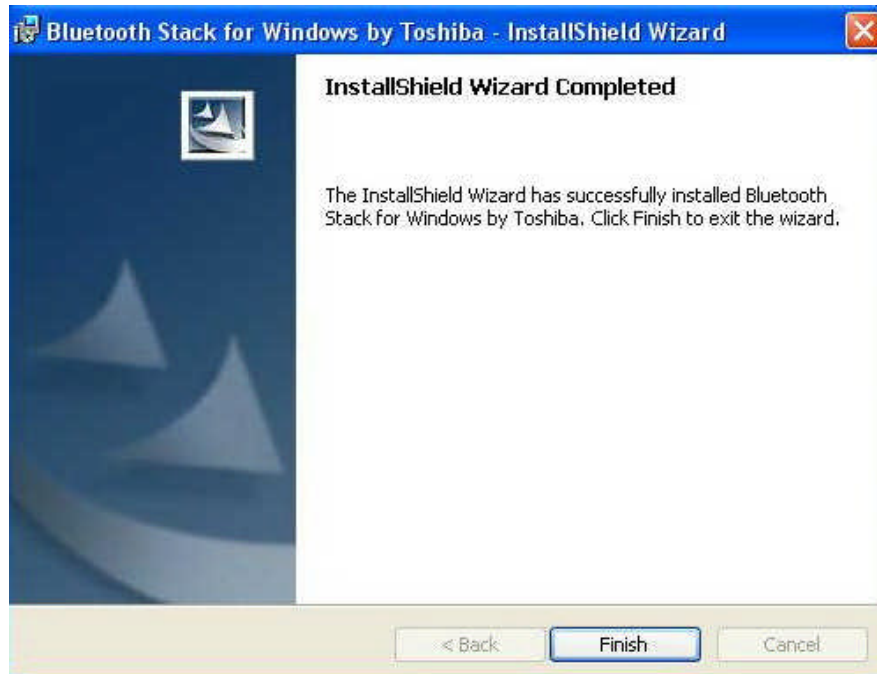 Bluetooth Stack for Windows by Toshiba - InstallShield Wizard
InstallShield Wizard Completed
The InstallShield Wizard has successfully installed Bluetooth
Stack for Windows by Toshiba. Click Finish to exit the wizard.
< Back
Finish
Cancel